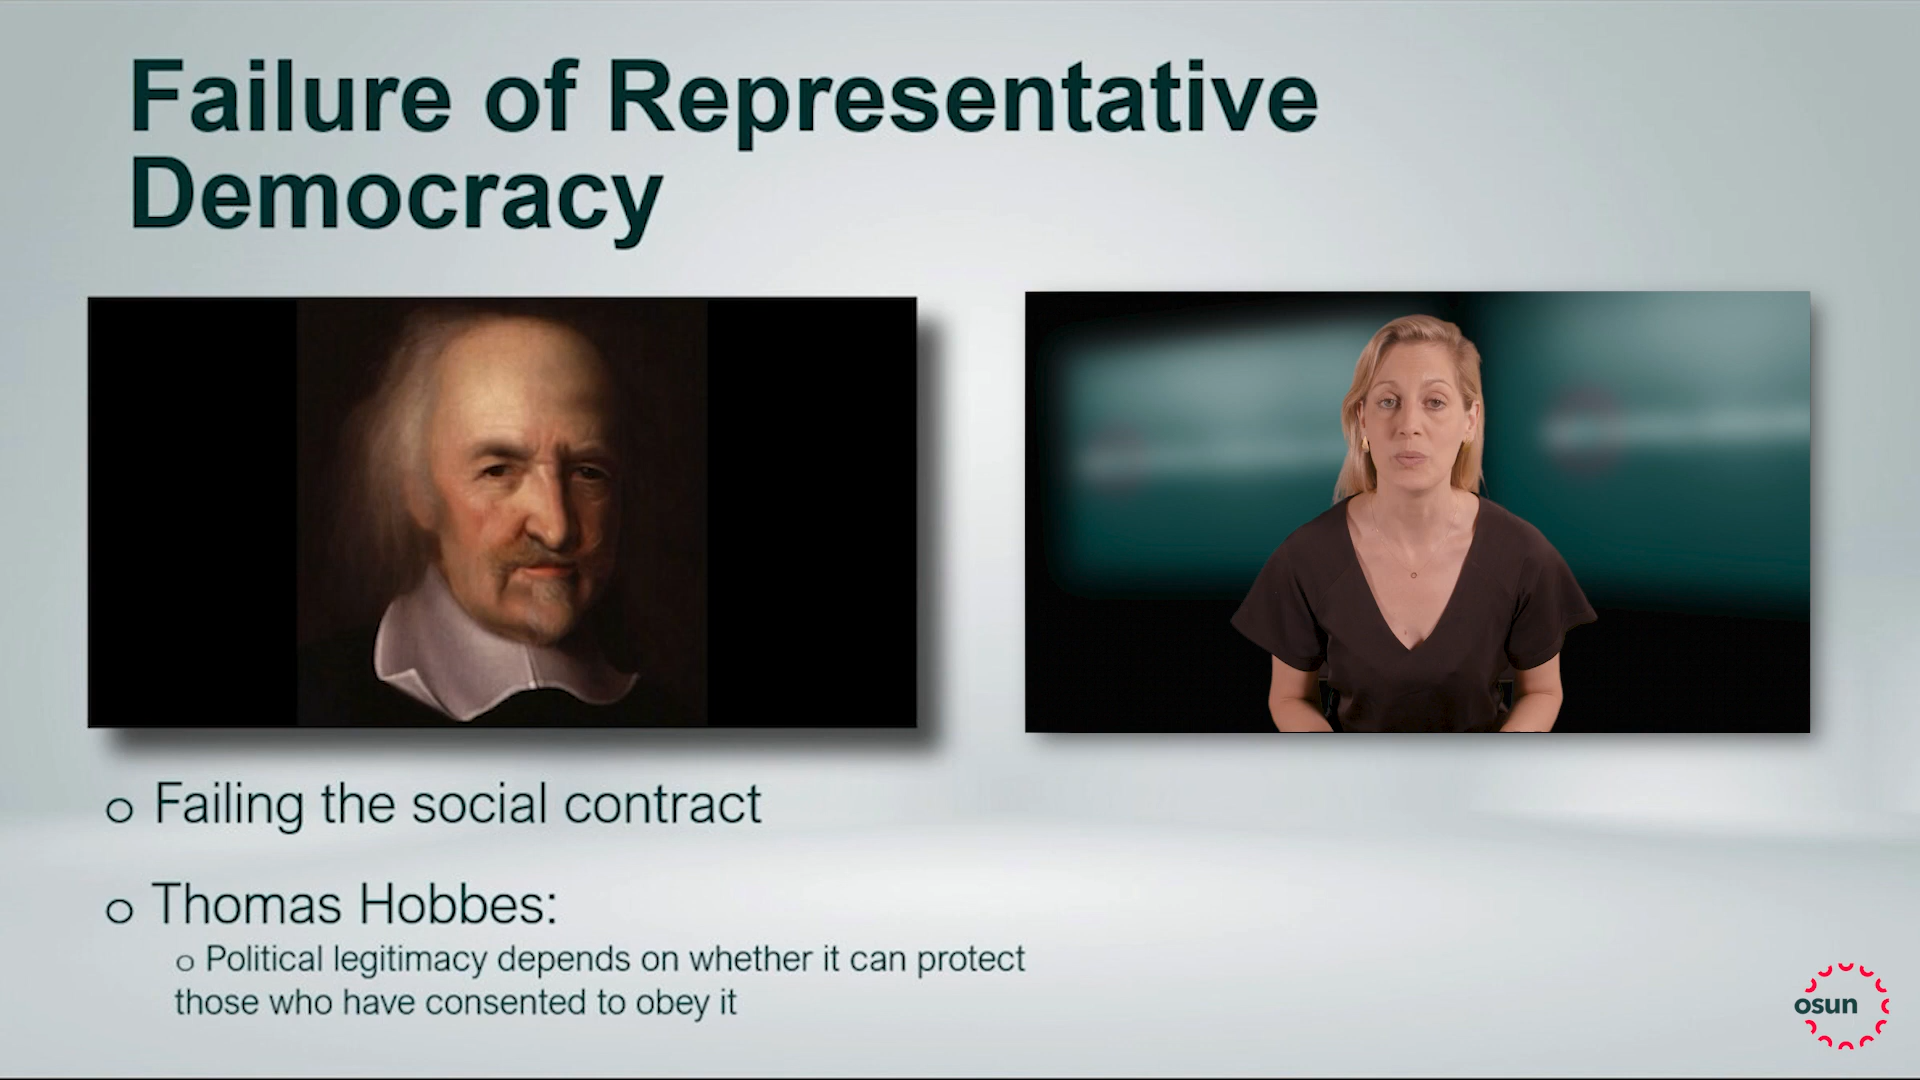 Failure of Representative
Democracy
o Failing the social contract
o Thomas Hobbes:
o Political legitimacy depends on whether it can protect
those who have consented to obey it
osun